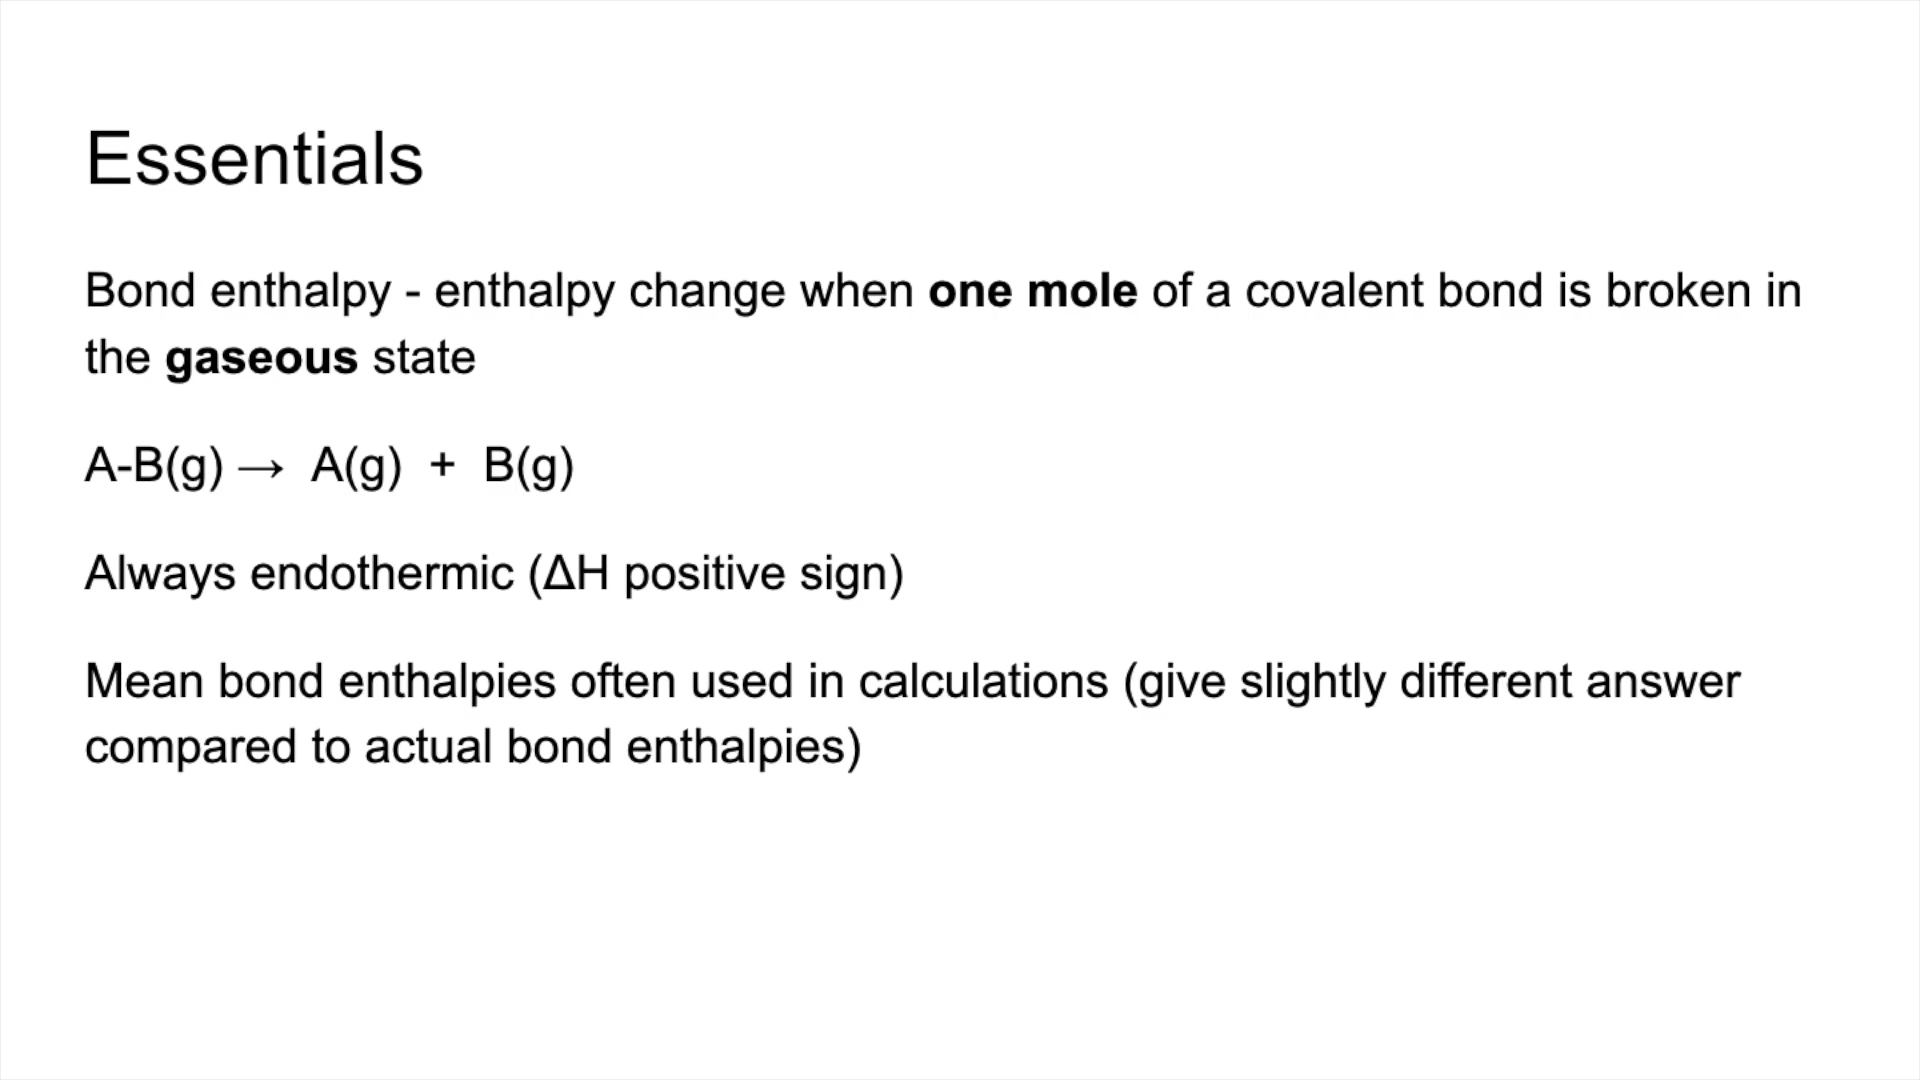 Essentials
Bond enthalpy - enthalpy change when one mole of a covalent bond is broken in
the gaseous state
A-B(g) → A(g) + B(g)
Always endothermic (ΔH positive sign)
Mean bond enthalpies often used in calculations (give slightly different answer
compared to actual bond enthalpies)